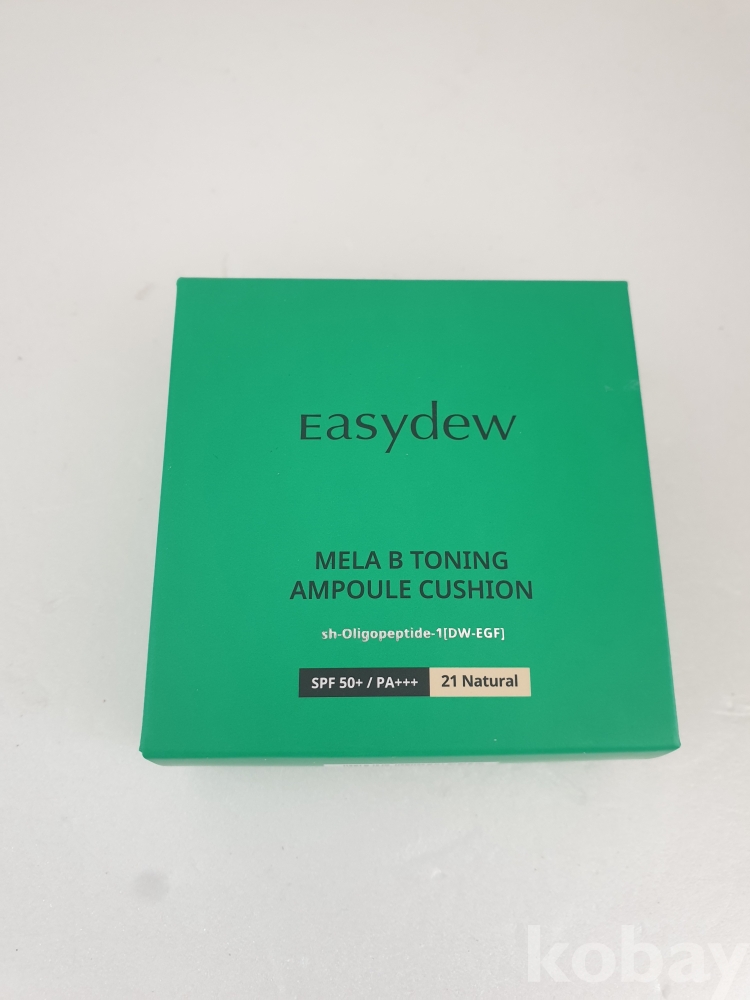 Easydew
MELA B TONING
AMPOULE CUSHION
sh-Oligopeptide-1[DW-EGF]
SPF 50+ / PA+++ 21 Natural
kobay